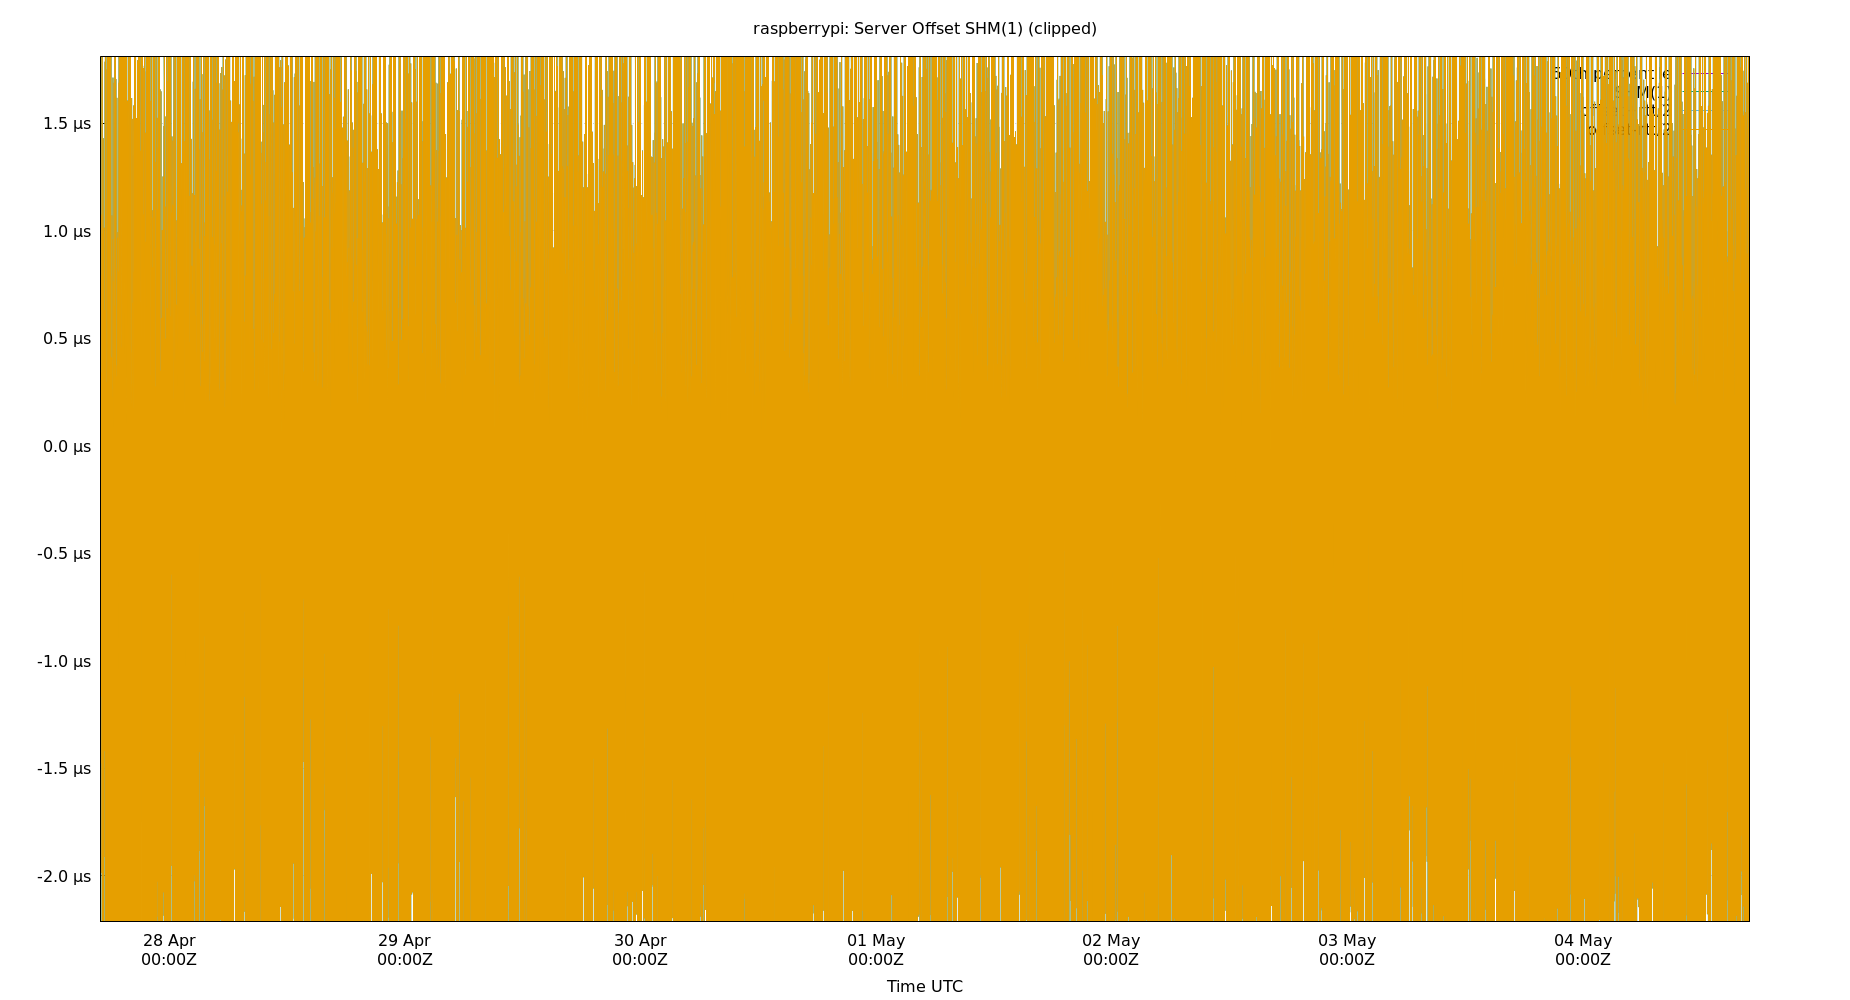 raspberrypi: Server Offset SHM(1) (clipped)
1.5 µs
1.0 µs
0.5 µs
0.0 µs
-0.5 µs
-1.0 µs
-1.5 µs
-2.0 µs
28 Apr 29 Apr 30 Apr 01 May 02 May 03 May 04 May
00:00Z 00:00Z 00:00Z 00:00Z 00:00Z 00:00Z 00:00Z
Time UTC